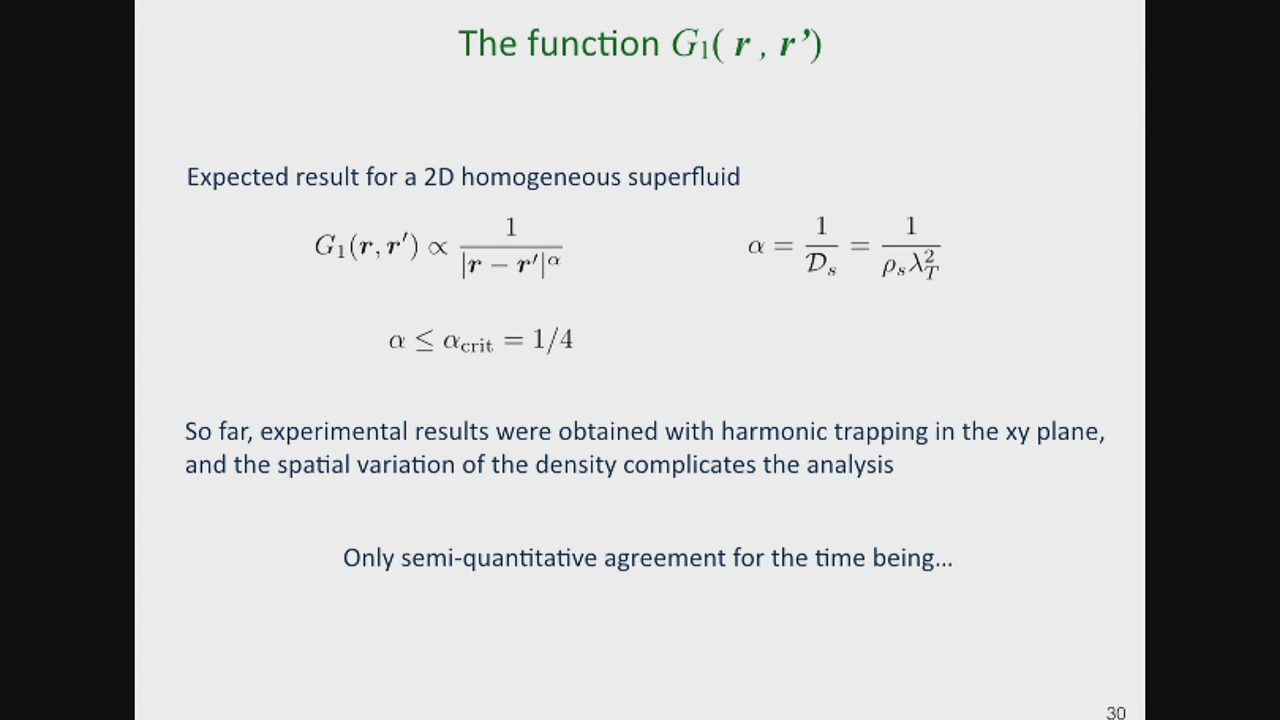 The function G₁( r , r’)
Expected result for a 2D homogeneous superfluid
G₁(r, r′) ∝ 1 / |r − r′|^α
α = 1 / 𝒟ₛ = 1 / ρₛλ_T²
α ≤ α_crit = 1/4
So far, experimental results were obtained with harmonic trapping in the xy plane,
and the spatial variation of the density complicates the analysis
Only semi-quantitative agreement for the time being...
30